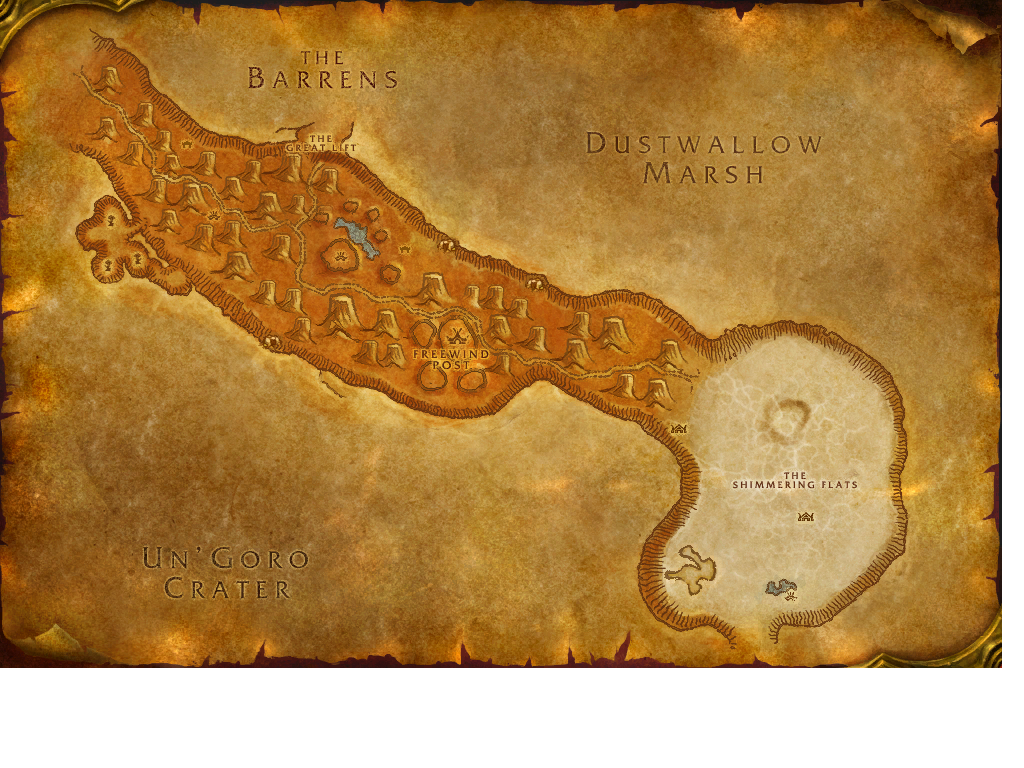 THE
BARRENS
DUSTWALLOW
MARSH
THE
GREAT LIFT
FREEWIND
POST
THE
SHIMMERING FLATS
UN'GORO
CRATER